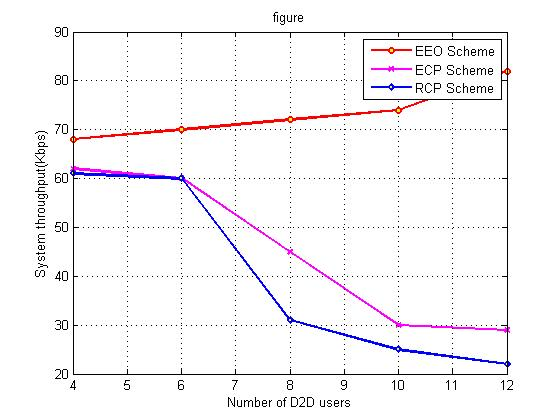 figure
90
80
70
60
50
40
30
20
System throughput(Kbps)
EEO Scheme
ECP Scheme
RCP Scheme
4 5 6 7 8 9 10 11 12
Number of D2D users